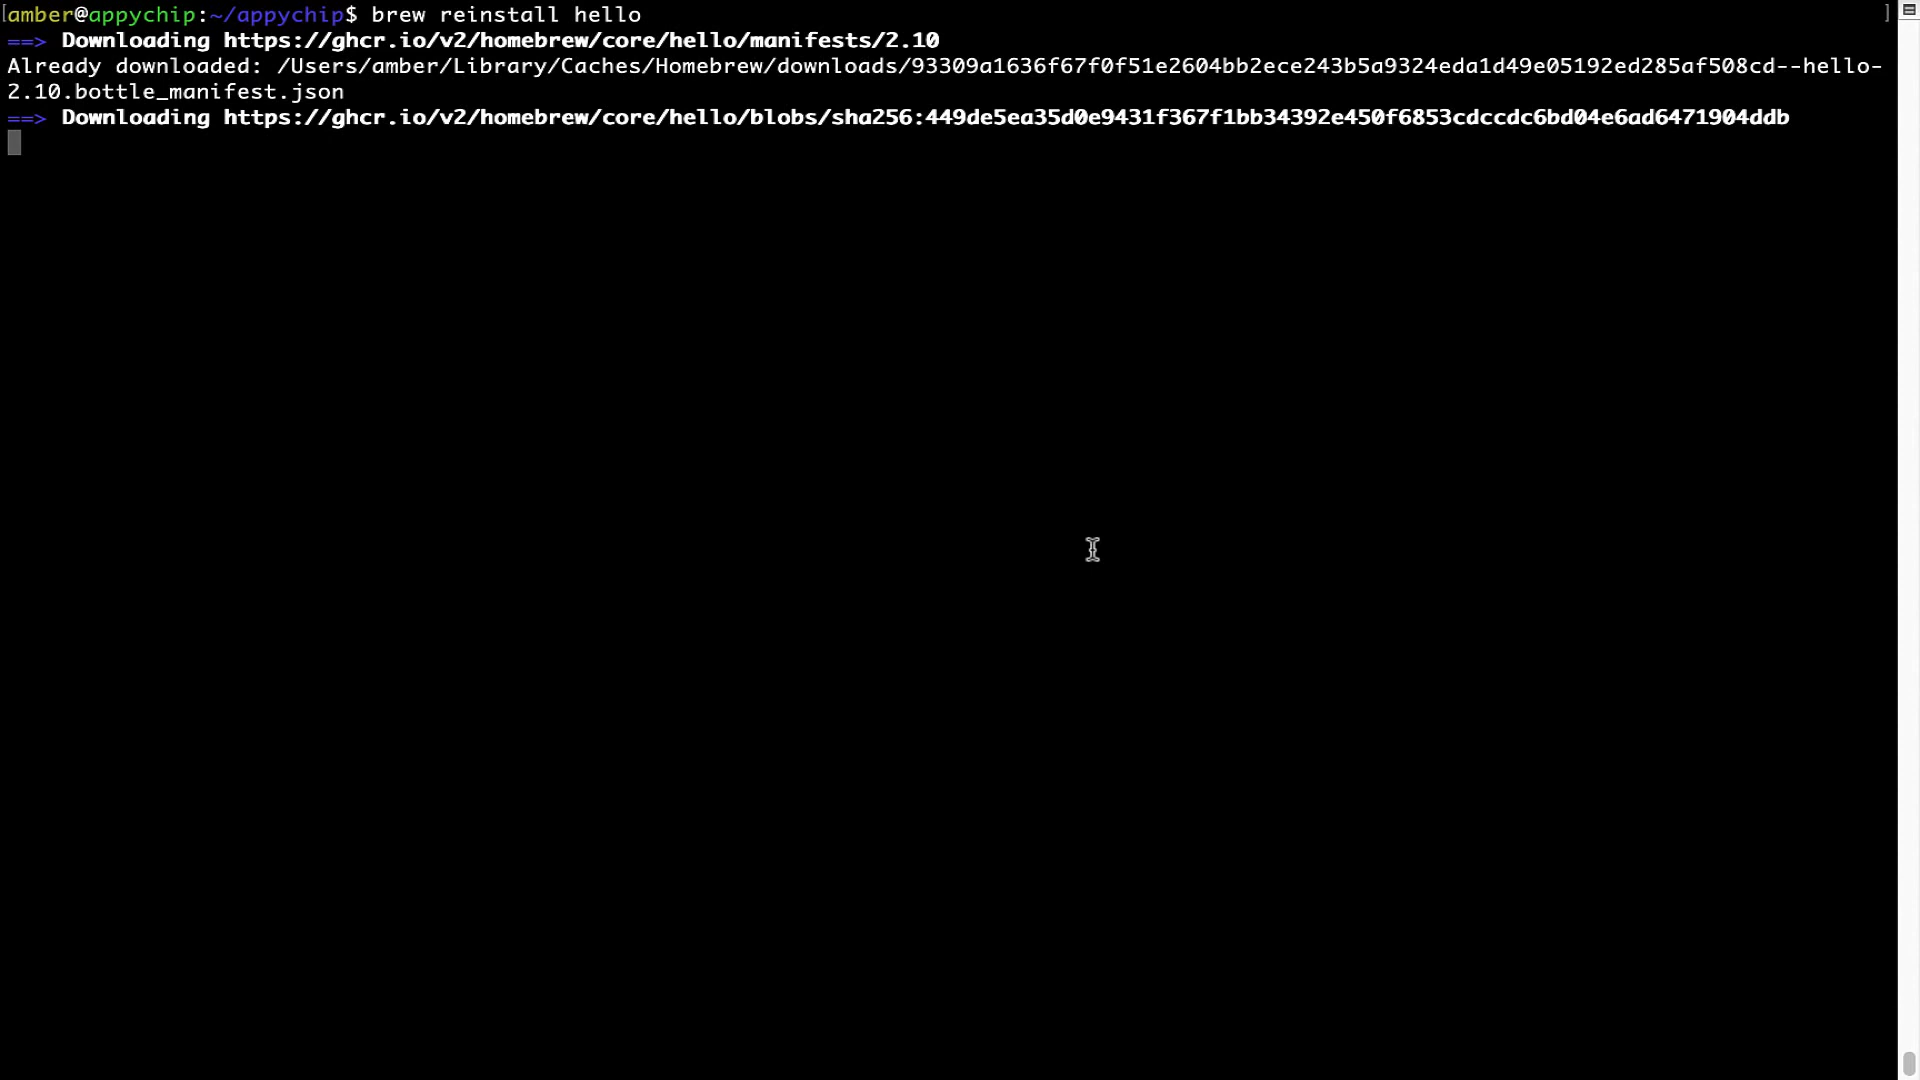 [amber@appychip:~/appychip$ brew reinstall hello ]
==> Downloading https://ghcr.io/v2/homebrew/core/hello/manifests/2.10
Already downloaded: /Users/amber/Library/Caches/Homebrew/downloads/93309a1636f67f0f51e2604bb2ece243b5a9324eda1d49e05192ed285af508cd--hello-
2.10.bottle_manifest.json
==> Downloading https://ghcr.io/v2/homebrew/core/hello/blobs/sha256:449de5ea35d0e9431f367f1bb34392e450f6853cdccdc6bd04e6ad6471904ddb